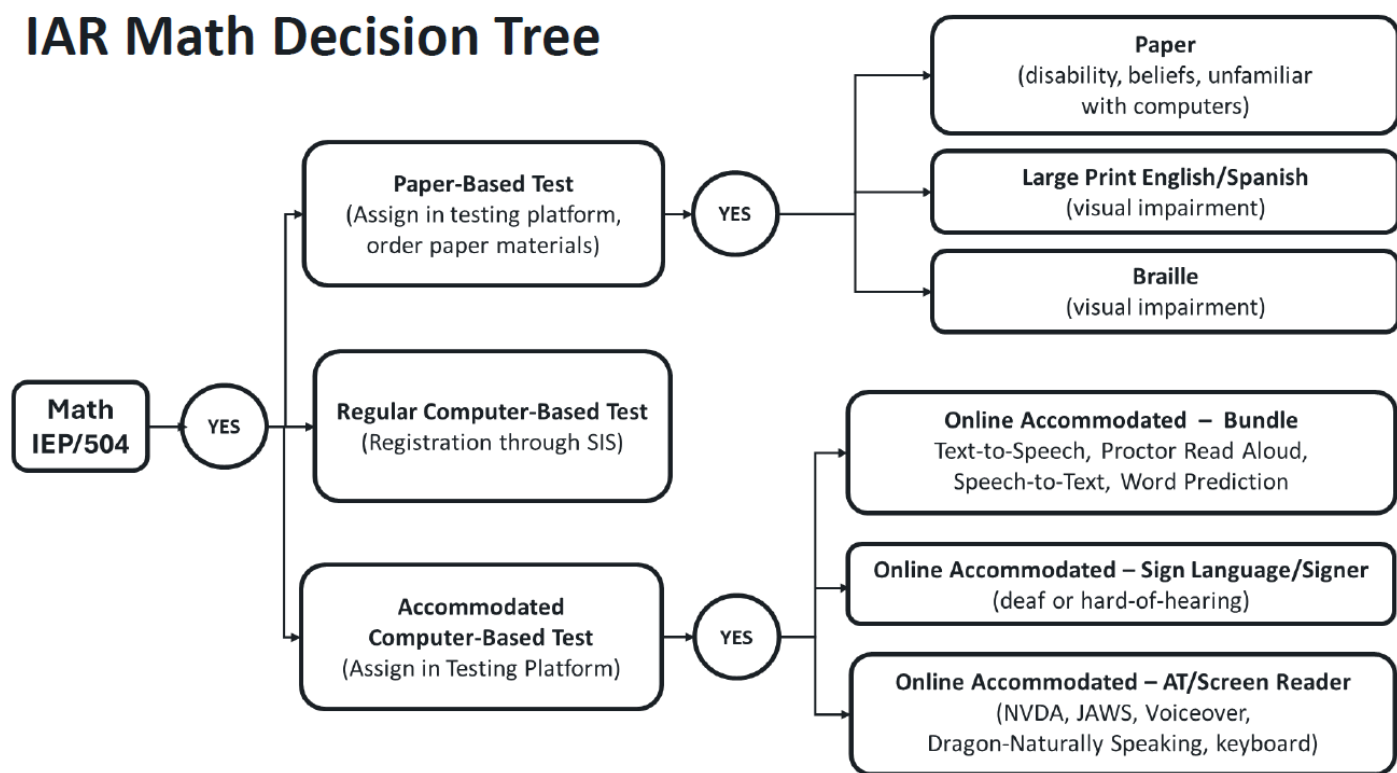 IAR Math Decision Tree
Math
IEP/504
YES
Paper-Based Test
(Assign in testing platform,
order paper materials)
YES
Paper
(disability, beliefs, unfamiliar
with computers)
Large Print English/Spanish
(visual impairment)
Braille
(visual impairment)
Regular Computer-Based Test
(Registration through SIS)
Accommodated
Computer-Based Test
(Assign in Testing Platform)
YES
Online Accommodated – Bundle
Text-to-Speech, Proctor Read Aloud,
Speech-to-Text, Word Prediction
Online Accommodated – Sign Language/Signer
(deaf or hard-of-hearing)
Online Accommodated – AT/Screen Reader
(NVDA, JAWS, Voiceover,
Dragon-Naturally Speaking, keyboard)